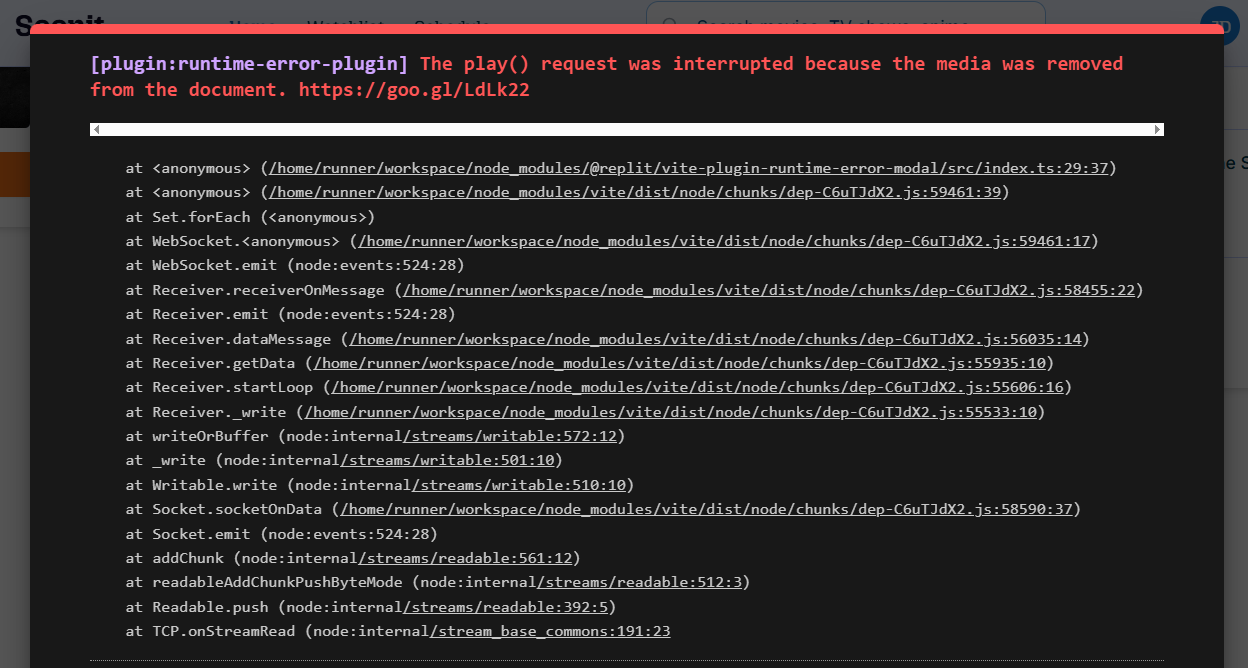 [plugin:runtime-error-plugin] The play() request was interrupted because the media was removed
from the document. https://goo.gl/LdLk22
at <anonymous> (/home/runner/workspace/node_modules/@replit/vite-plugin-runtime-error-modal/src/index.ts:29:37)
at <anonymous> (/home/runner/workspace/node_modules/vite/dist/node/chunks/dep-C6uTJdX2.js:59461:39)
at Set.forEach (<anonymous>)
at WebSocket.<anonymous> (/home/runner/workspace/node_modules/vite/dist/node/chunks/dep-C6uTJdX2.js:59461:17)
at WebSocket.emit (node:events:524:28)
at Receiver.receiverOnMessage (/home/runner/workspace/node_modules/vite/dist/node/chunks/dep-C6uTJdX2.js:58455:22)
at Receiver.emit (node:events:524:28)
at Receiver.dataMessage (/home/runner/workspace/node_modules/vite/dist/node/chunks/dep-C6uTJdX2.js:56035:14)
at Receiver.getData (/home/runner/workspace/node_modules/vite/dist/node/chunks/dep-C6uTJdX2.js:55935:10)
at Receiver.startLoop (/home/runner/workspace/node_modules/vite/dist/node/chunks/dep-C6uTJdX2.js:55606:16)
at Receiver._write (/home/runner/workspace/node_modules/vite/dist/node/chunks/dep-C6uTJdX2.js:55533:10)
at writeOrBuffer (node:internal/streams/writable:572:12)
at _write (node:internal/streams/writable:501:10)
at Writable.write (node:internal/streams/writable:510:10)
at Socket.socketOnData (/home/runner/workspace/node_modules/vite/dist/node/chunks/dep-C6uTJdX2.js:58590:37)
at Socket.emit (node:events:524:28)
at addChunk (node:internal/streams/readable:561:12)
at readableAddChunkPushByteMode (node:internal/streams/readable:512:3)
at Readable.push (node:internal/streams/readable:392:5)
at TCP.onStreamRead (node:internal/stream_base_commons:191:23